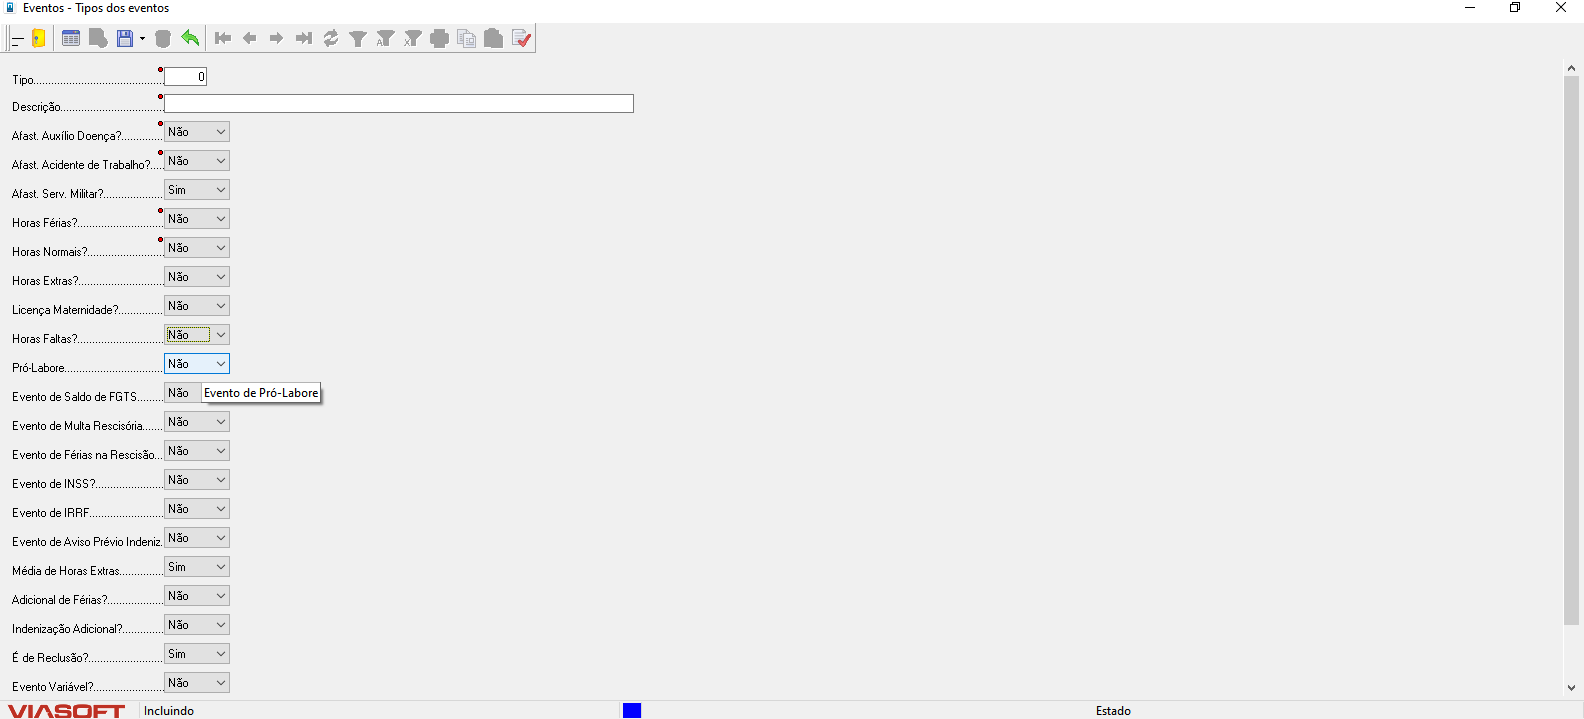 Eventos - Tipos dos eventos
Tipo 0
Descrição
Afast. Auxílio Doença? Não
Afast. Acidente de Trabalho? Não
Afast. Serv. Militar? Sim
Horas Férias? Não
Horas Normais? Não
Horas Extras? Não
Licença Maternidade? Não
Horas Faltas? Não
Pró-Labore Não
Evento de Saldo de FGTS Não Evento de Pró-Labore
Evento de Multa Rescisória Não
Evento de Férias na Rescisão Não
Evento de INSS? Não
Evento de IRRF Não
Evento de Aviso Prévio Indeniz. Não
Média de Horas Extras Sim
Adicional de Férias? Não
Indenização Adicional? Não
É de Reclusão? Sim
Evento Variável? Não
VIASOFT Incluindo Estado